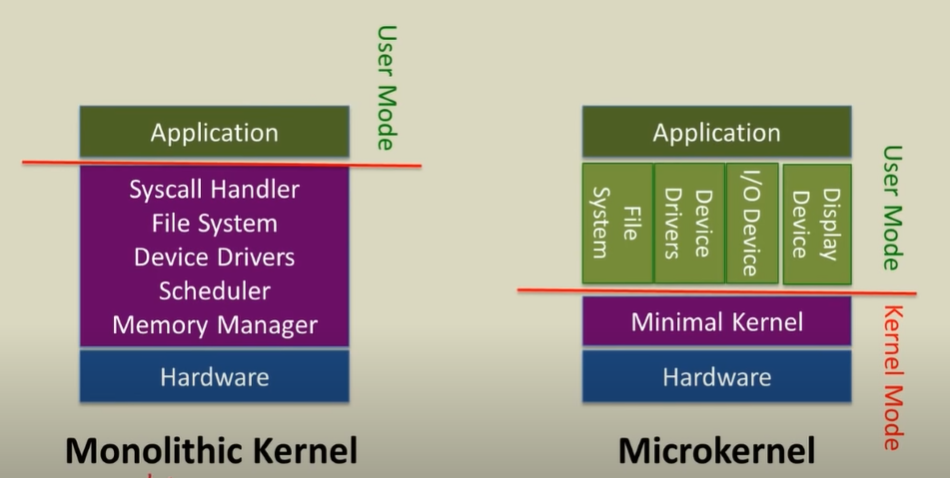 User Mode
Application
Syscall Handler
File System
Device Drivers
Scheduler
Memory Manager
Hardware
Monolithic Kernel
Application
File
System
Device
Drivers
I/O Device
Display
Device
User Mode
Minimal Kernel
Kernel Mode
Hardware
Microkernel